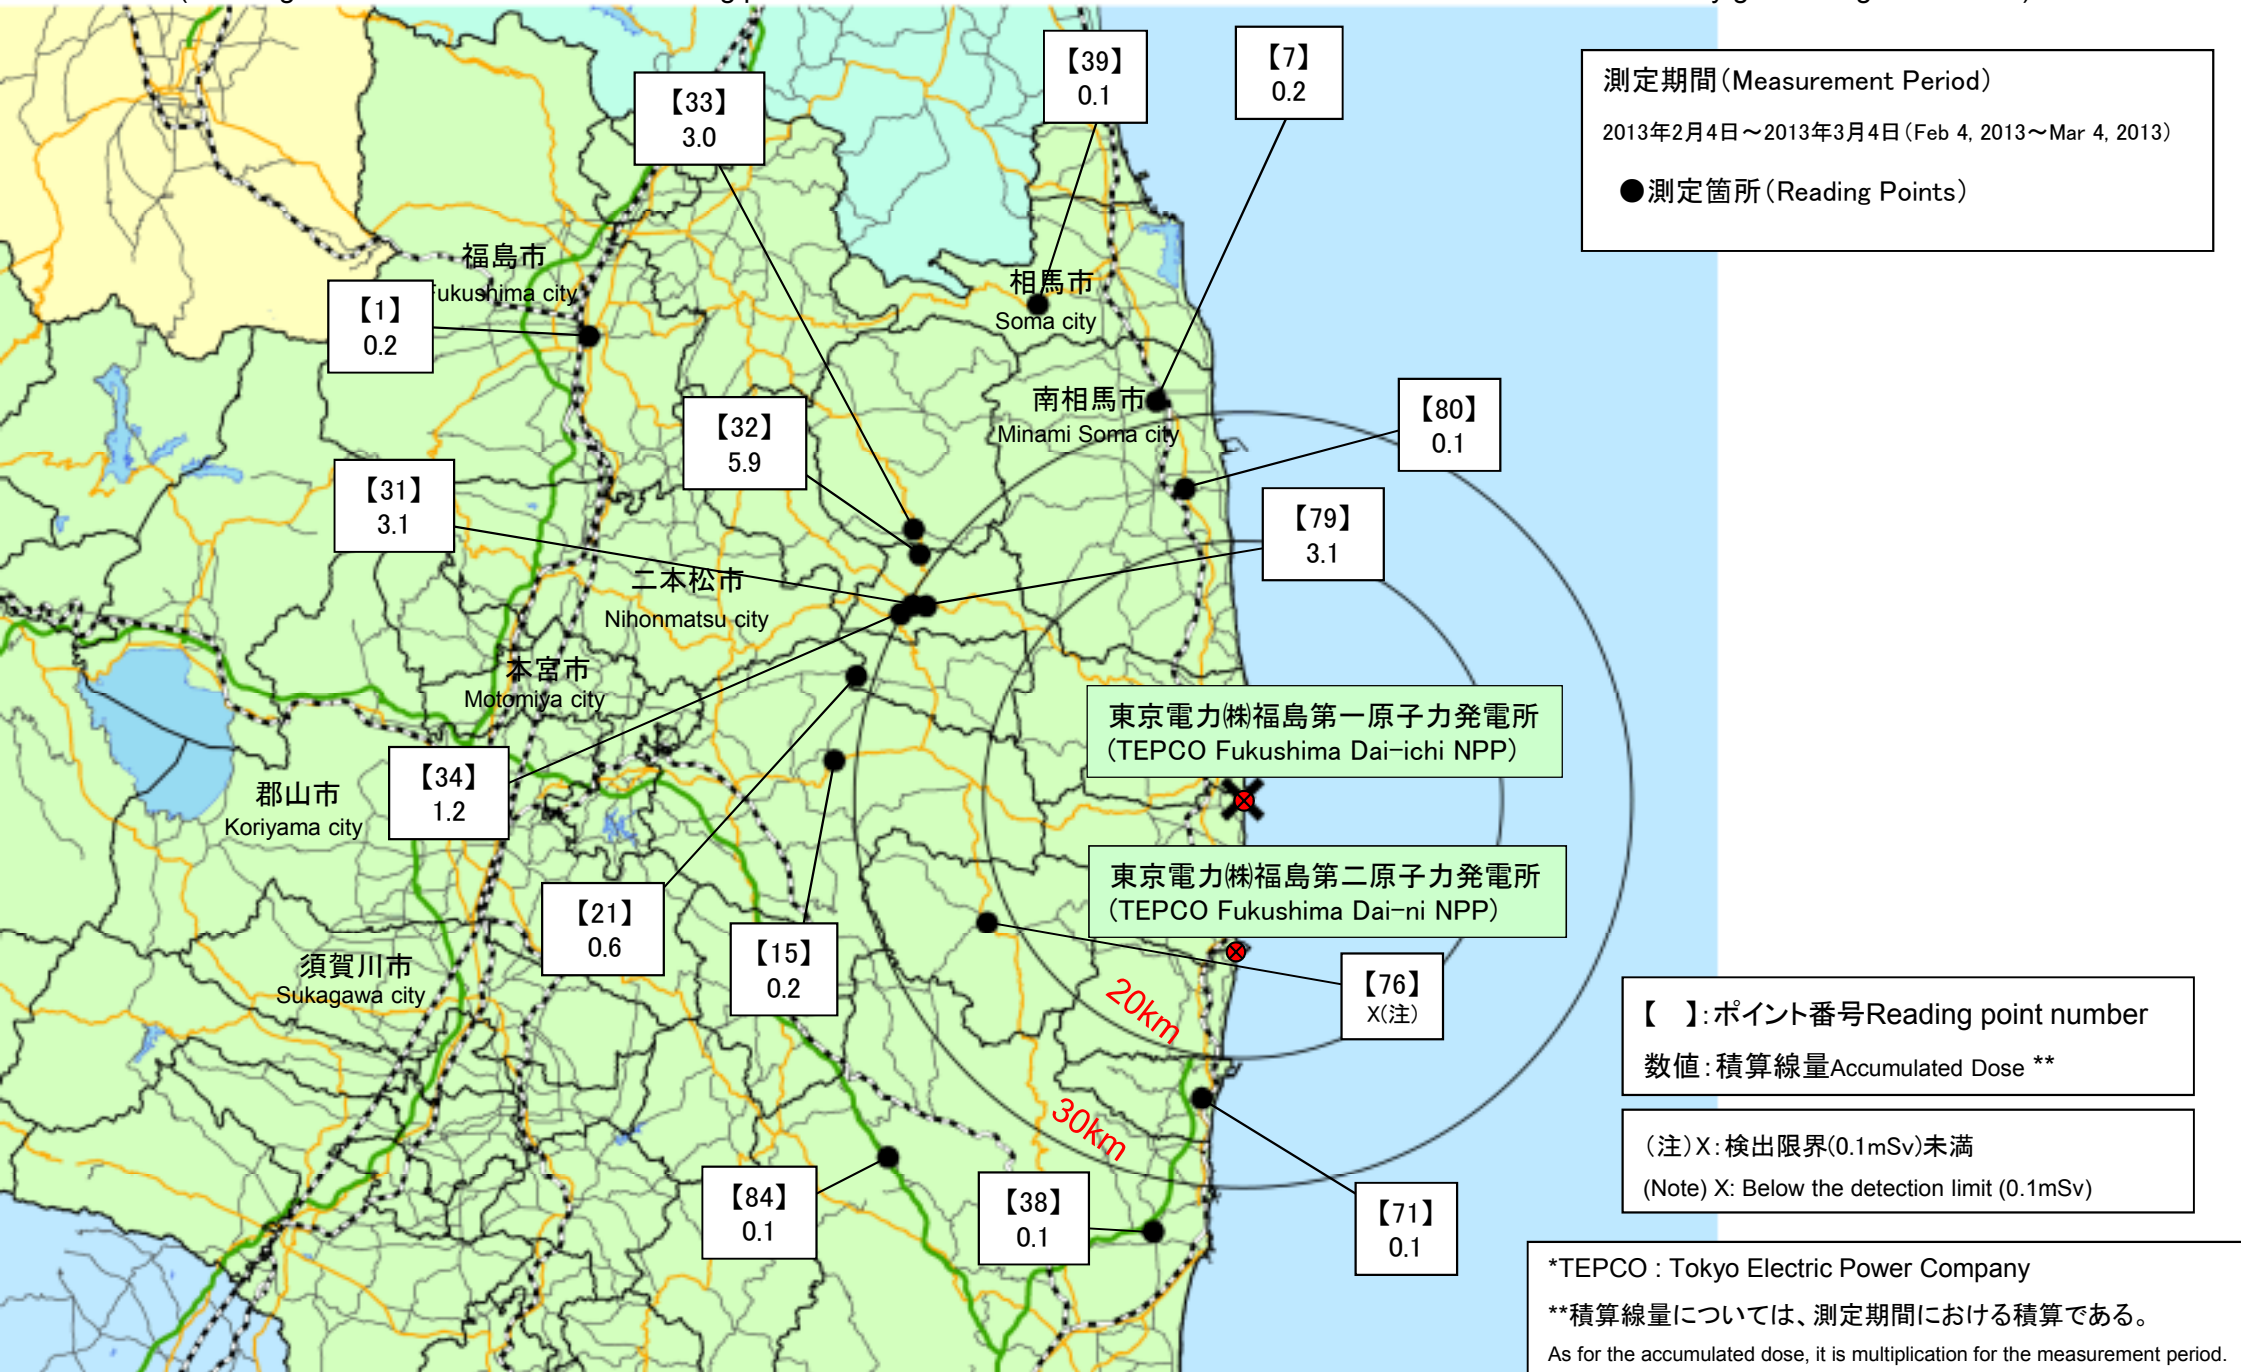 【39】
0.1
【7】
0.2
【33】
3.0
測定期間(Measurement Period)
2013年2月4日～2013年3月4日(Feb 4, 2013～Mar 4, 2013)
●測定箇所(Reading Points)
福島市
Fukushima city
相馬市
Soma city
【1】
0.2
南相馬市
Minami Soma city
【80】
0.1
【32】
5.9
【31】
3.1
【79】
3.1
二本松市
Nihonmatsu city
本宮市
Motomiya city
東京電力㈱福島第一原子力発電所
(TEPCO Fukushima Dai-ichi NPP)
【34】
1.2
郡山市
Koriyama city
東京電力㈱福島第二原子力発電所
(TEPCO Fukushima Dai-ni NPP)
【21】
0.6
【15】
0.2
須賀川市
Sukagawa city
【76】
X(注)
20km
30km
【84】
0.1
【38】
0.1
【71】
0.1
【　】:ポイント番号Reading point number
数値:積算線量Accumulated Dose **
(注)X:検出限界(0.1mSv)未満
(Note) X: Below the detection limit (0.1mSv)
*TEPCO : Tokyo Electric Power Company
**積算線量については、測定期間における積算である。
As for the accumulated dose, it is multiplication for the measurement period.